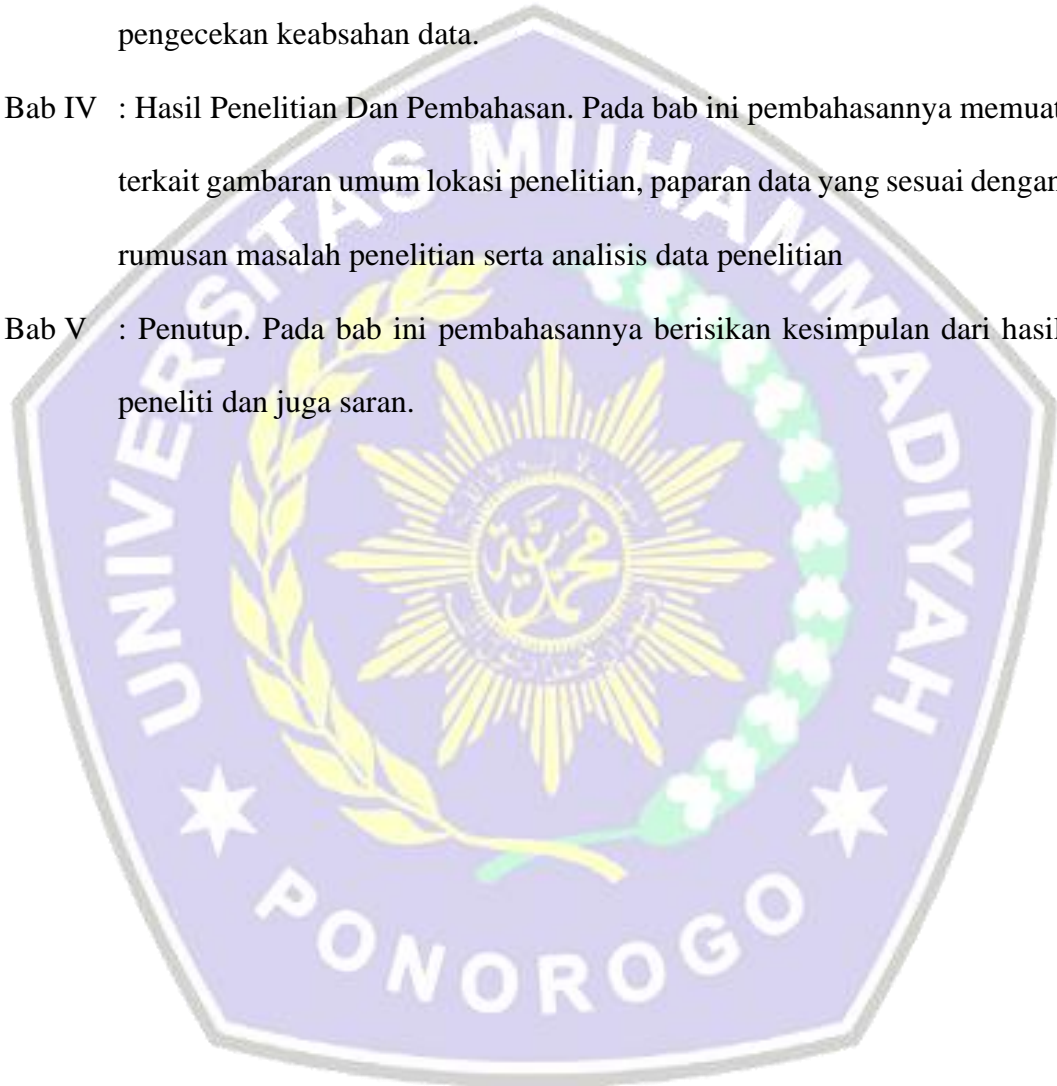 pengecekan keabsahan data.
Bab IV : Hasil Penelitian Dan Pembahasan. Pada bab ini pembahasannya memuat
terkait gambaran umum lokasi penelitian, paparan data yang sesuai dengan
rumusan masalah penelitian serta analisis data penelitian
Bab V : Penutup. Pada bab ini pembahasannya berisikan kesimpulan dari hasil
peneliti dan juga saran.
UNIVERSITAS MUHAMMADIYAH
PONOROGO
محمدية